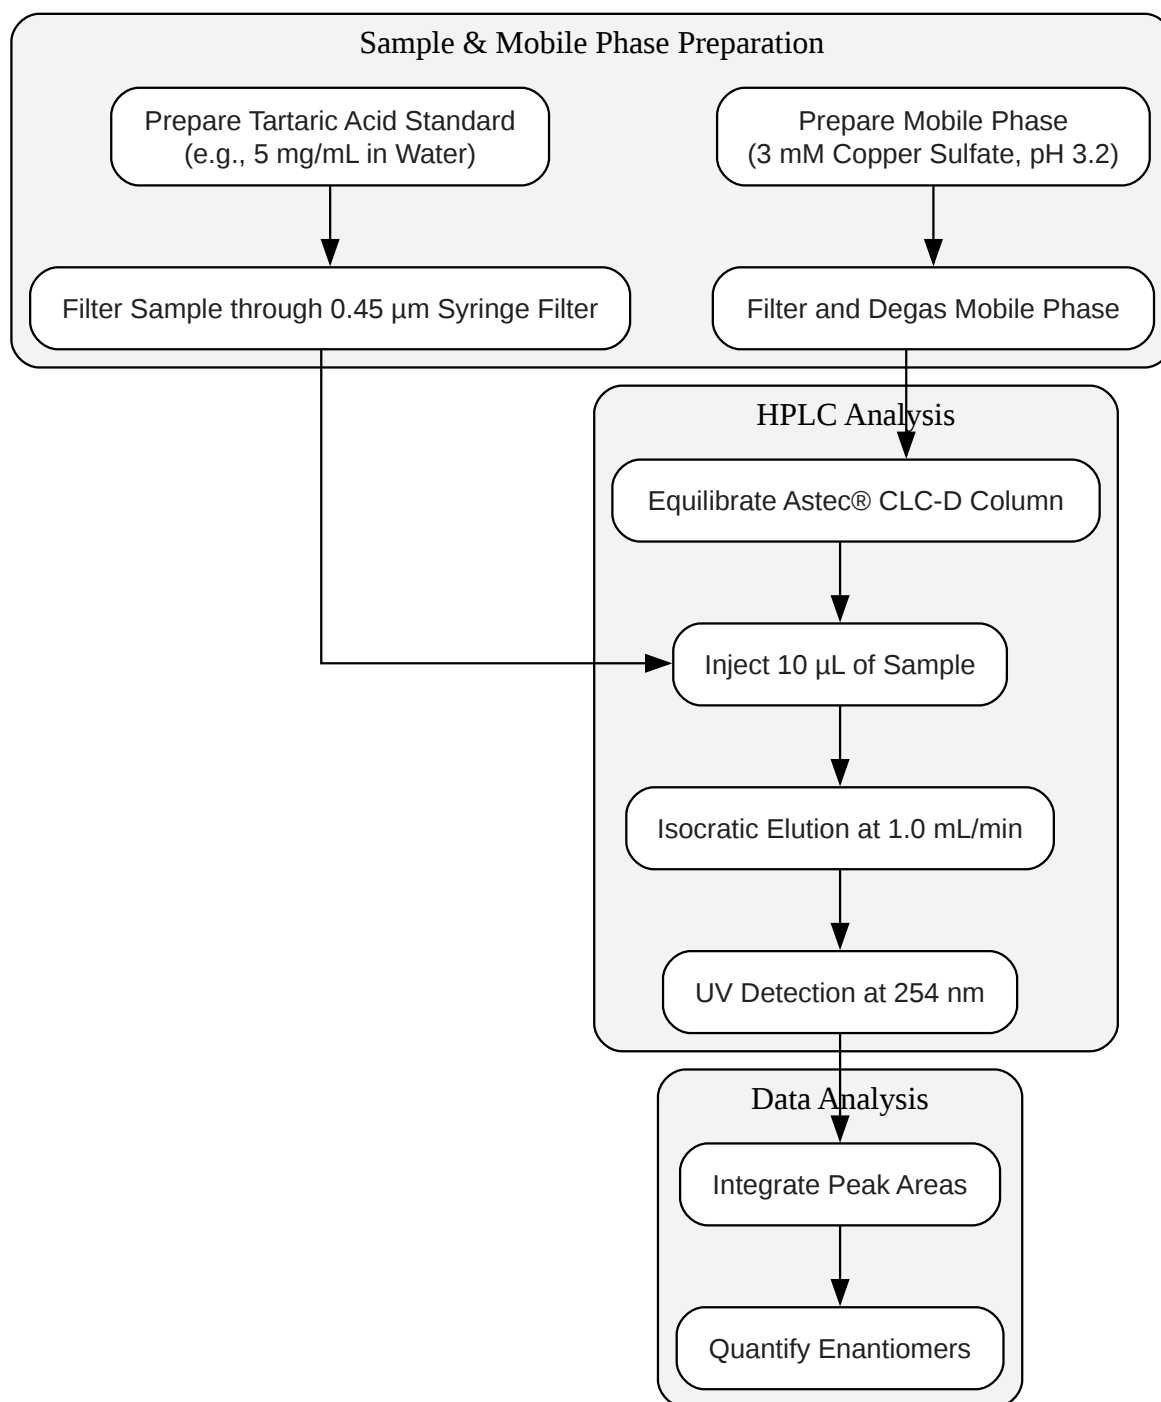 Sample & Mobile Phase Preparation
Prepare Tartaric Acid Standard
(e.g., 5 mg/mL in Water)
Prepare Mobile Phase
(3 mM Copper Sulfate, pH 3.2)
Filter Sample through 0.45 µm Syringe Filter
Filter and Degas Mobile Phase
HPLC Analysis
Equilibrate Astec® CLC-D Column
Inject 10 µL of Sample
Isocratic Elution at 1.0 mL/min
UV Detection at 254 nm
Data Analysis
Integrate Peak Areas
Quantify Enantiomers